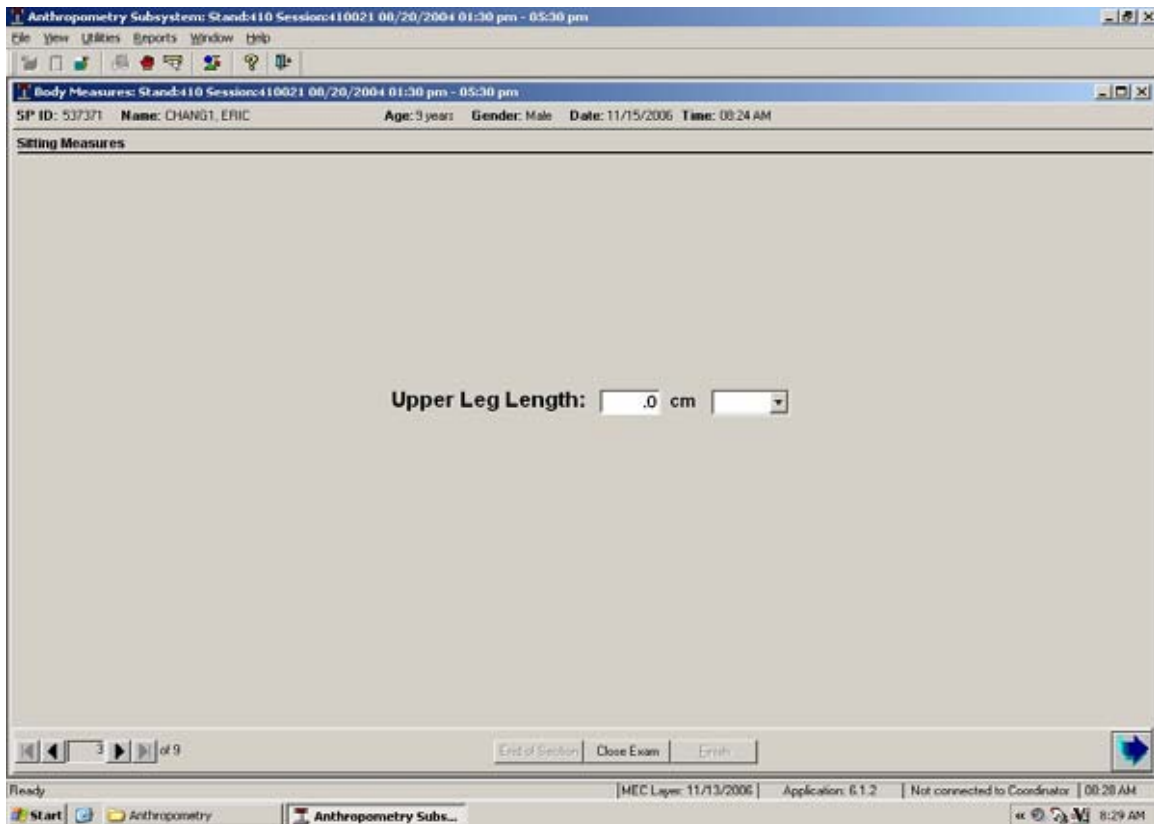 Anthropometry Subsystem: Stand:410 Session:410021 08/20/2004 01:30 pm - 05:30 pm
File View Utilities Reports Window Help
Body Measures: Stand:410 Session:410021 08/20/2004 01:30 pm - 05:30 pm
SP ID: 537371 Name: CHANG1, ERIC Age: 9 years Gender: Male Date: 11/15/2006 Time: 08:24 AM
Sitting Measures
Upper Leg Length: .0 cm
3 of 9 End of Section Close Exam Finish
Ready MEC Layer: 11/13/2006 Application: 6.1.2 Not connected to Coordinator 08:28 AM
Start Anthropometry Anthropometry Subs... 8:29 AM